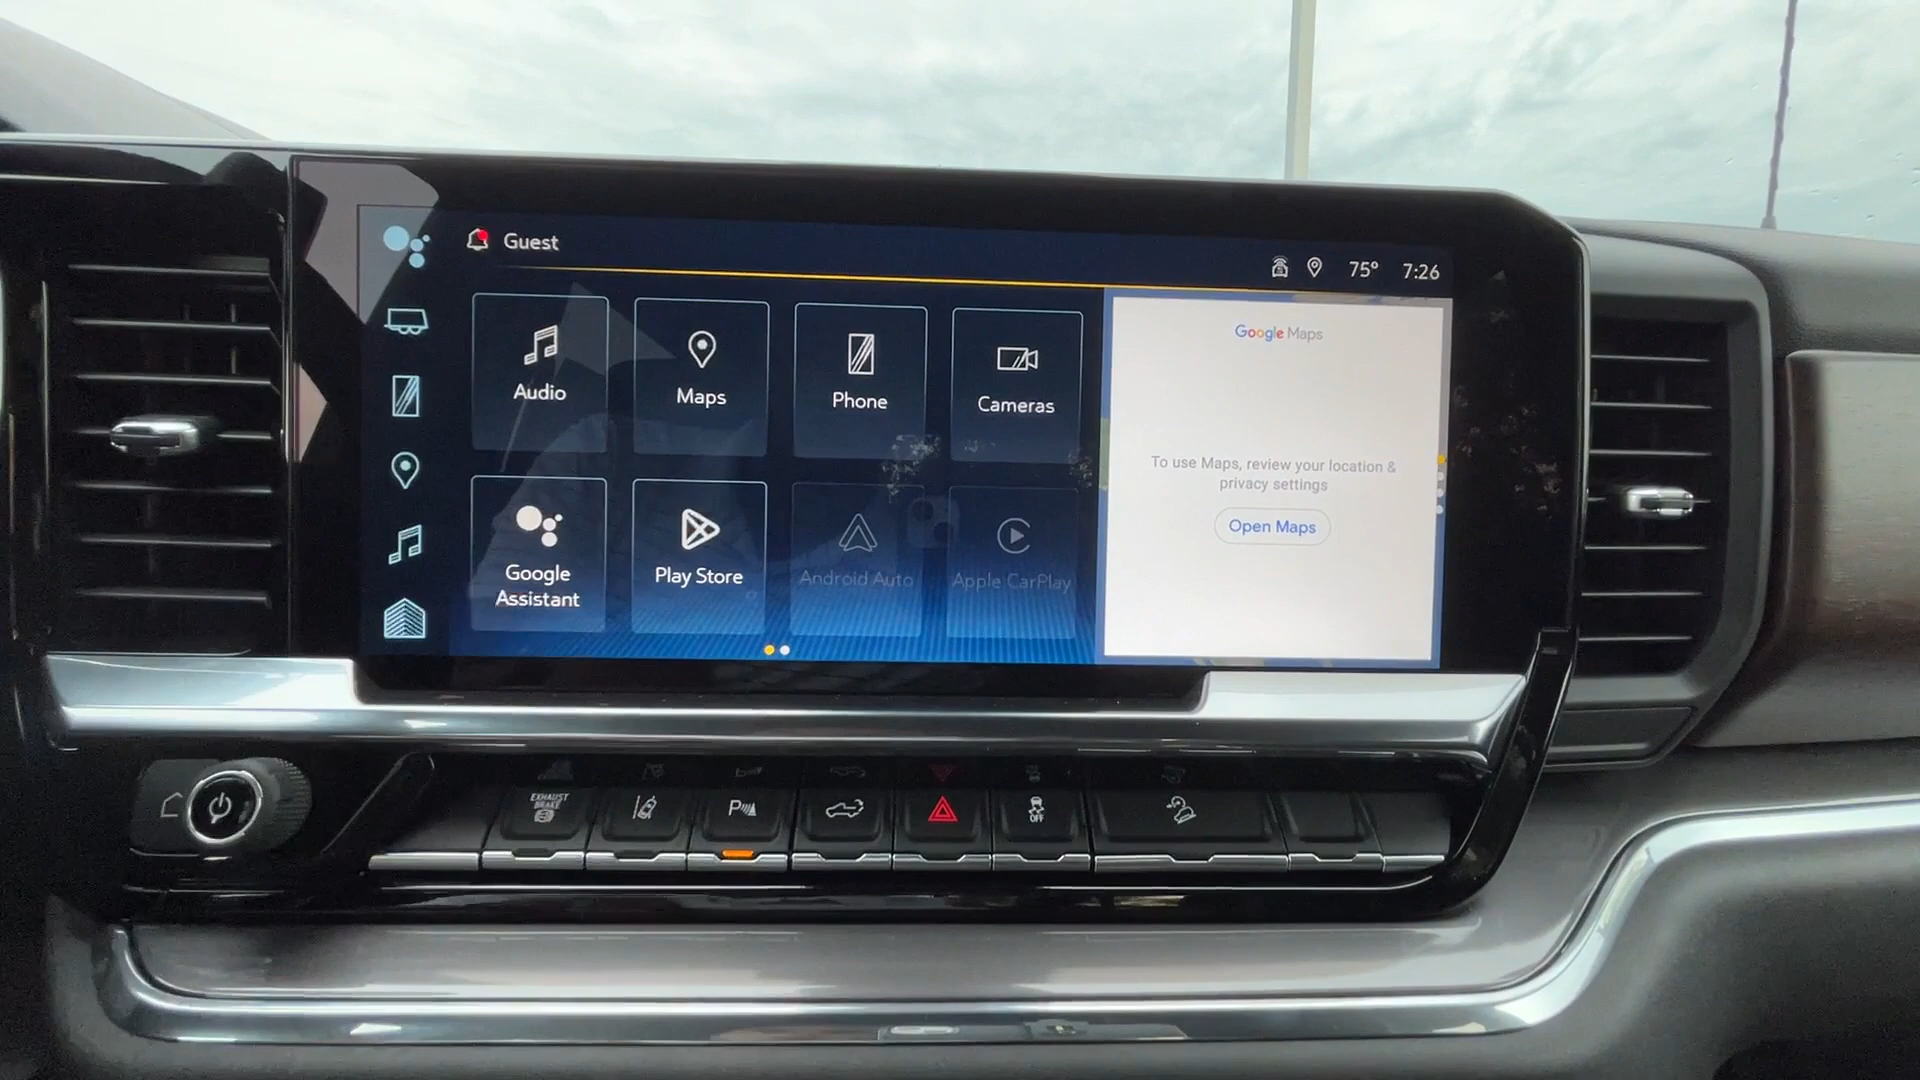 Guest
75° 7:26
Audio
Maps
Phone
Cameras
Google
Assistant
Play Store
Android Auto
Apple CarPlay
Google Maps
To use Maps, review your location &
privacy settings
Open Maps
EXHAUST
BRAKE
P
OFF